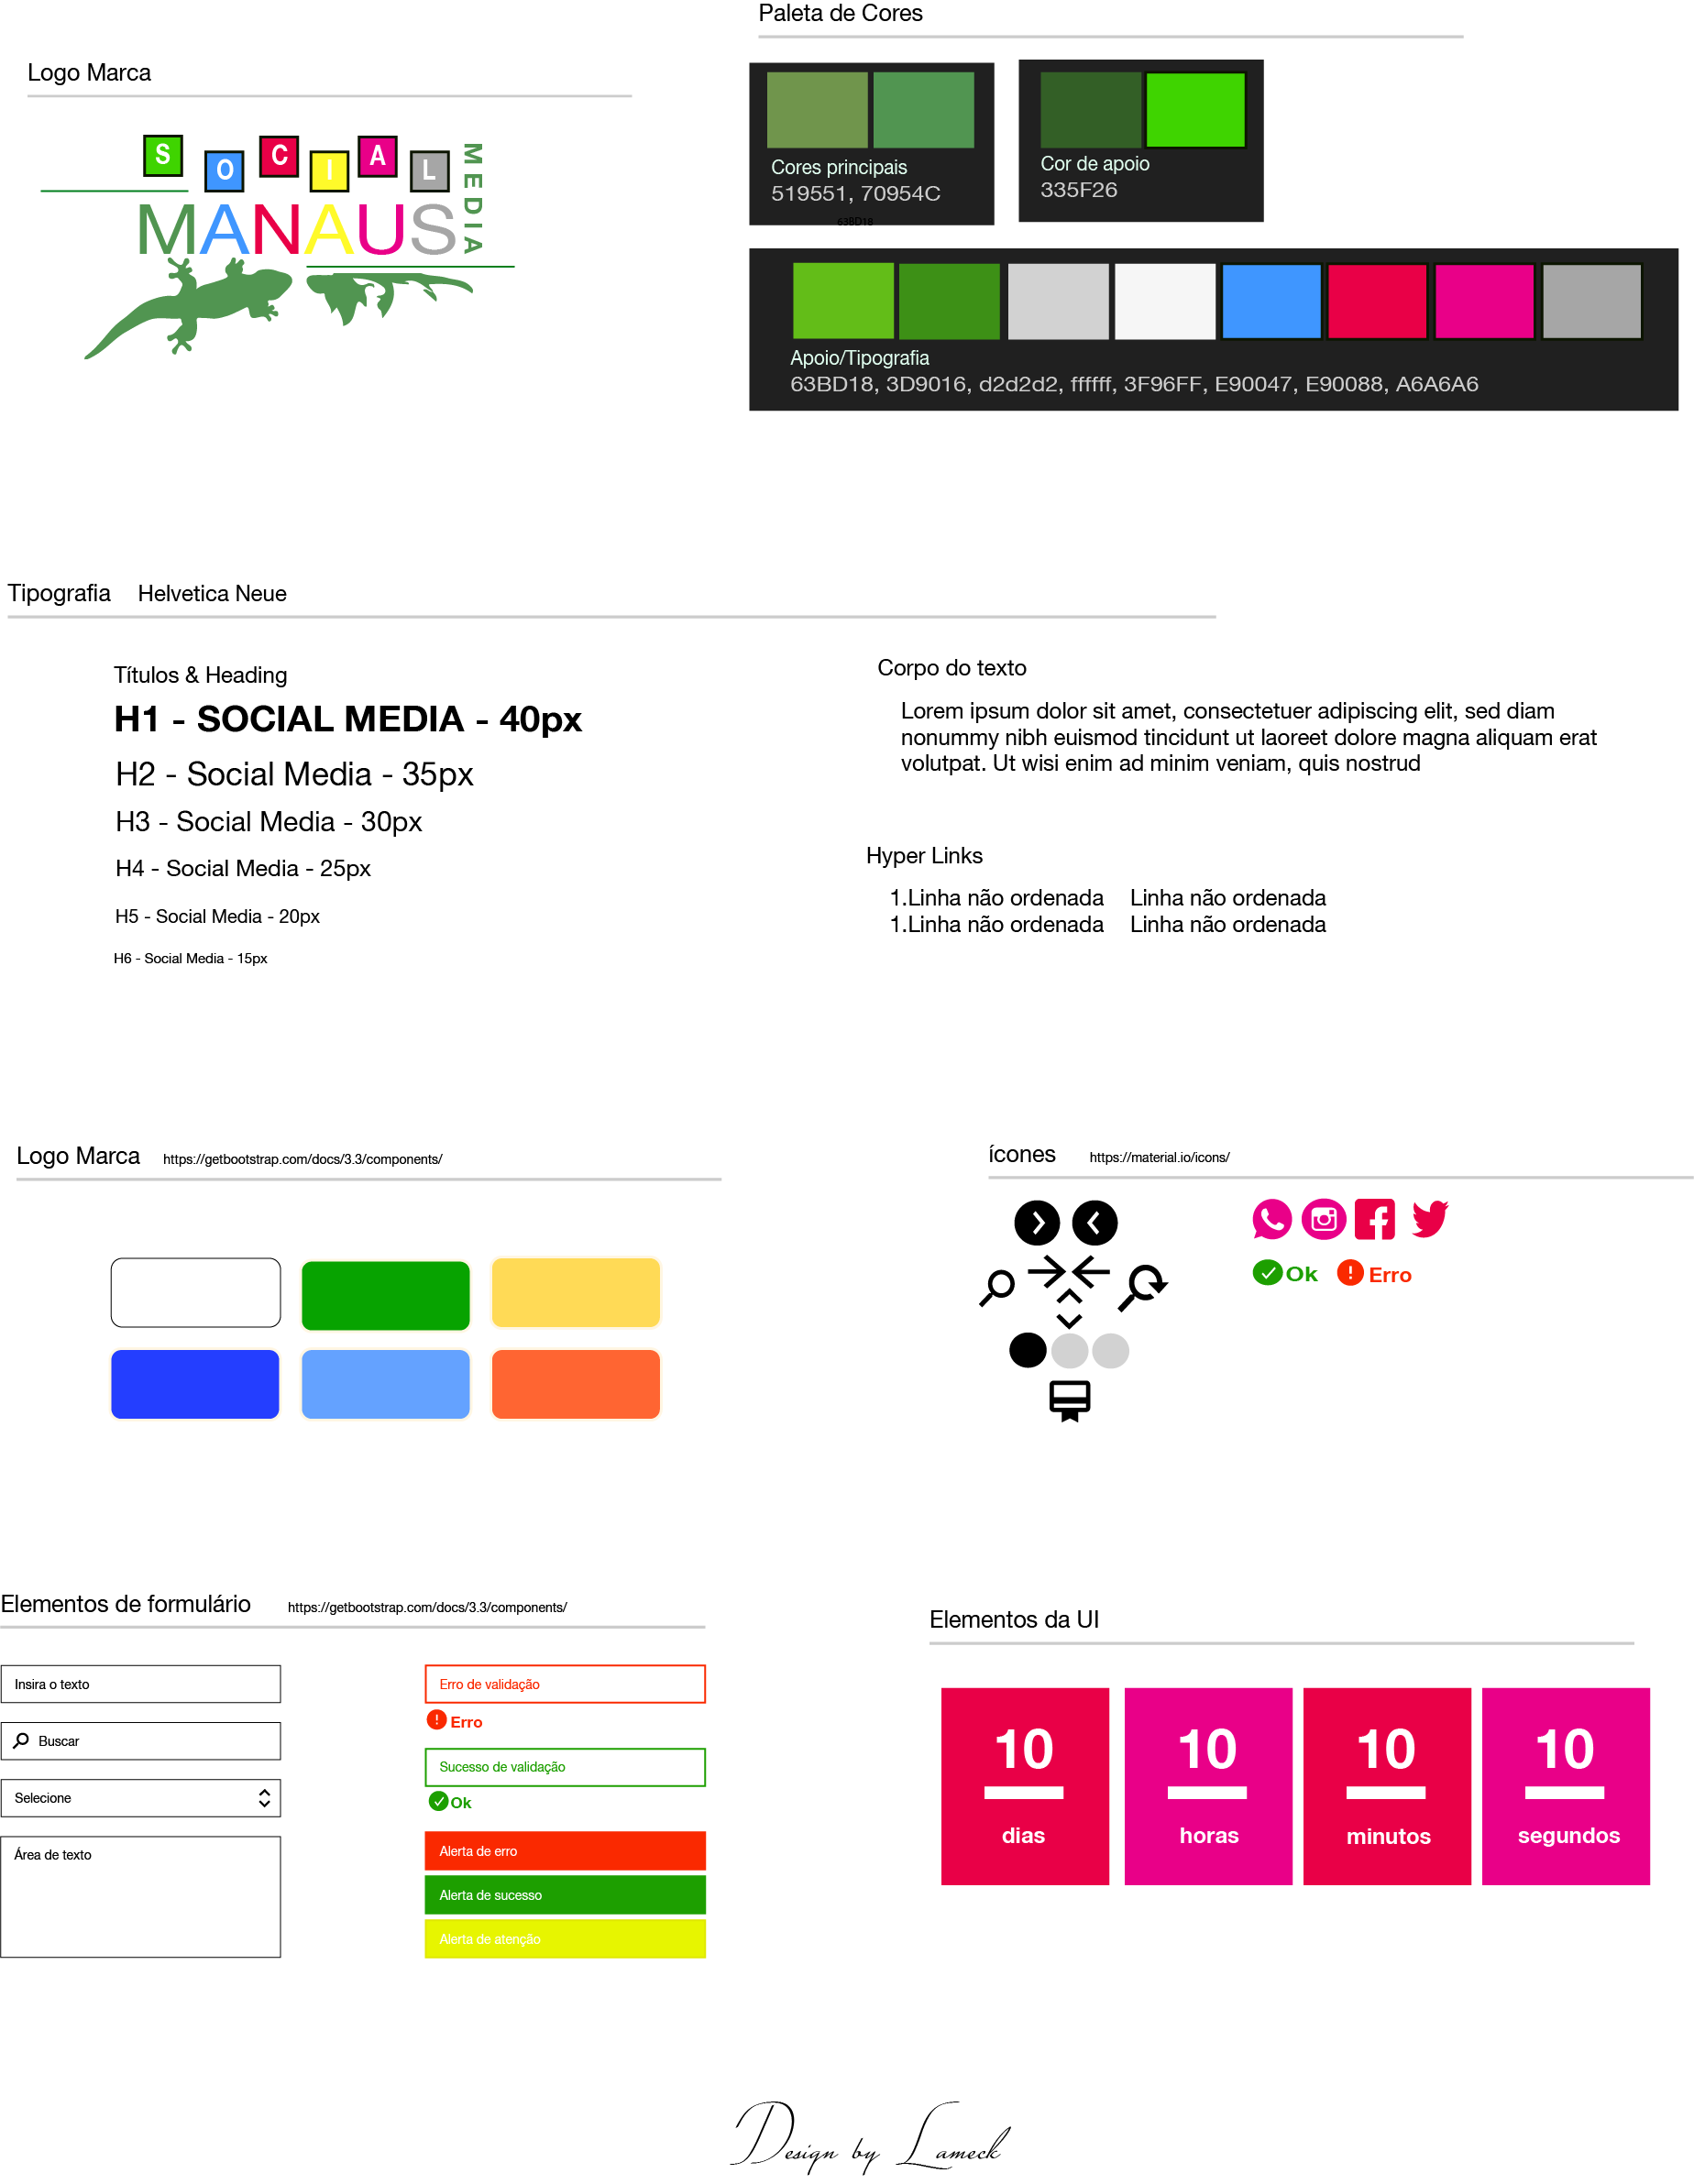 Paleta de Cores
Logo Marca
SOCIAL
MEDIA
MANAUS
Cores principais
519551, 70954C
63BD18
Cor de apoio
335F26
Apoio/Tipografia
63BD18, 3D9016, d2d2d2, ffffff, 3F96FF, E90047, E90088, A6A6A6
Tipografia Helvetica Neue
Títulos & Heading
H1 - SOCIAL MEDIA - 40px
H2 - Social Media - 35px
H3 - Social Media - 30px
H4 - Social Media - 25px
H5 - Social Media - 20px
H6 - Social Media - 15px
Corpo do texto
Lorem ipsum dolor sit amet, consectetuer adipiscing elit, sed diam
nonummy nibh euismod tincidunt ut laoreet dolore magna aliquam erat
volutpat. Ut wisi enim ad minim veniam, quis nostrud
Hyper Links
1.Linha não ordenada Linha não ordenada
1.Linha não ordenada Linha não ordenada
Logo Marca https://getbootstrap.com/docs/3.3/components/
ícones https://material.io/icons/
Ok Erro
Elementos de formulário https://getbootstrap.com/docs/3.3/components/
Insira o texto
Buscar
Selecione
Área de texto
Erro de validação
Erro
Sucesso de validação
Ok
Alerta de erro
Alerta de sucesso
Alerta de atenção
Elementos da UI
10 10 10 10
dias horas minutos segundos
Design by Lameck